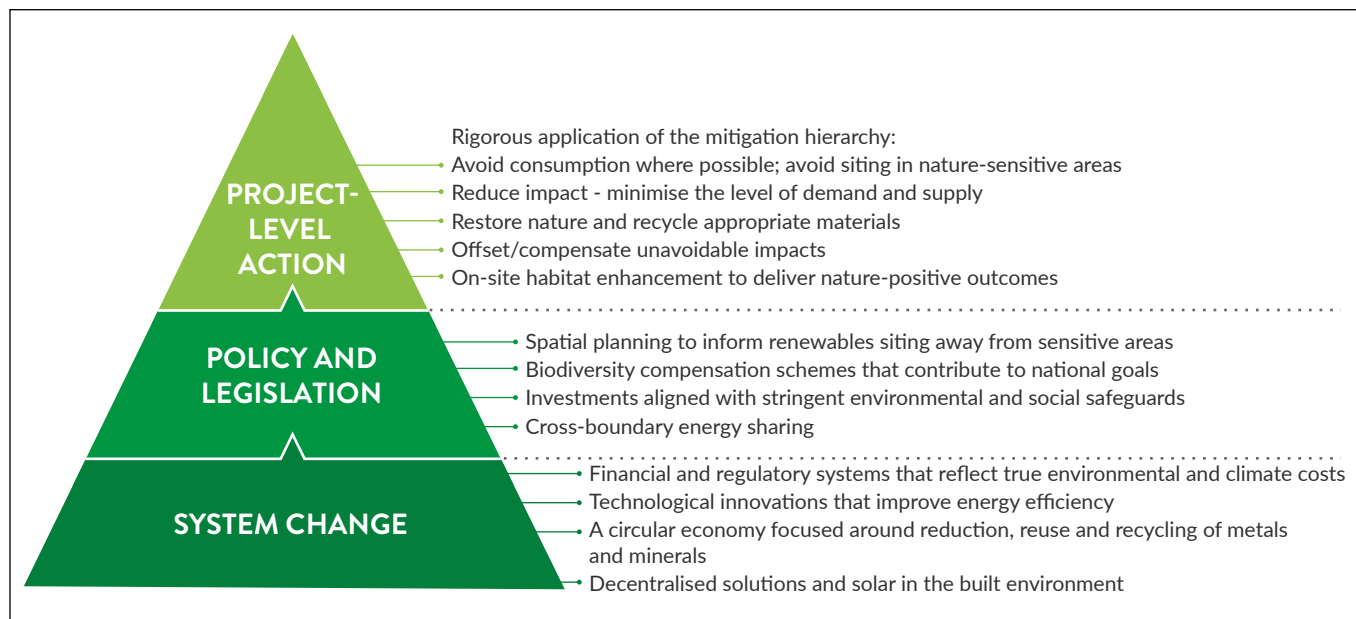 PROJECT-
LEVEL
ACTION
Rigorous application of the mitigation hierarchy:
Avoid consumption where possible; avoid siting in nature-sensitive areas
Reduce impact - minimise the level of demand and supply
Restore nature and recycle appropriate materials
Offset/compensate unavoidable impacts
On-site habitat enhancement to deliver nature-positive outcomes
POLICY AND
LEGISLATION
Spatial planning to inform renewables siting away from sensitive areas
Biodiversity compensation schemes that contribute to national goals
Investments aligned with stringent environmental and social safeguards
Cross-boundary energy sharing
SYSTEM CHANGE
Financial and regulatory systems that reflect true environmental and climate costs
Technological innovations that improve energy efficiency
A circular economy focused around reduction, reuse and recycling of metals
and minerals
Decentralised solutions and solar in the built environment